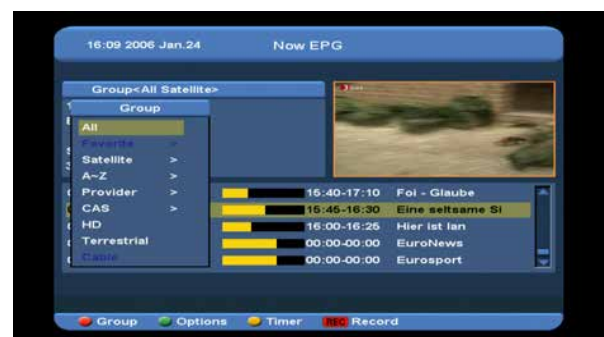 16:09 2006 Jan.24 Now EPG
Group<All Satellite>
Group
All
Favorite >
Satellite >
A~Z >
Provider > 15:40-17:10 Foi - Glaube
CAS > 15:45-16:30 Eine seltsame Si
HD 16:00-16:25 Hier ist Ian
Terrestrial 00:00-00:00 EuroNews
Cable 00:00-00:00 Eurosport
Group Options Timer REC Record